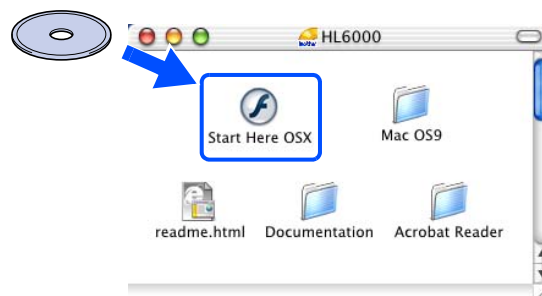 HL6000
Start Here OSX
Mac OS9
readme.html
Documentation
Acrobat Reader